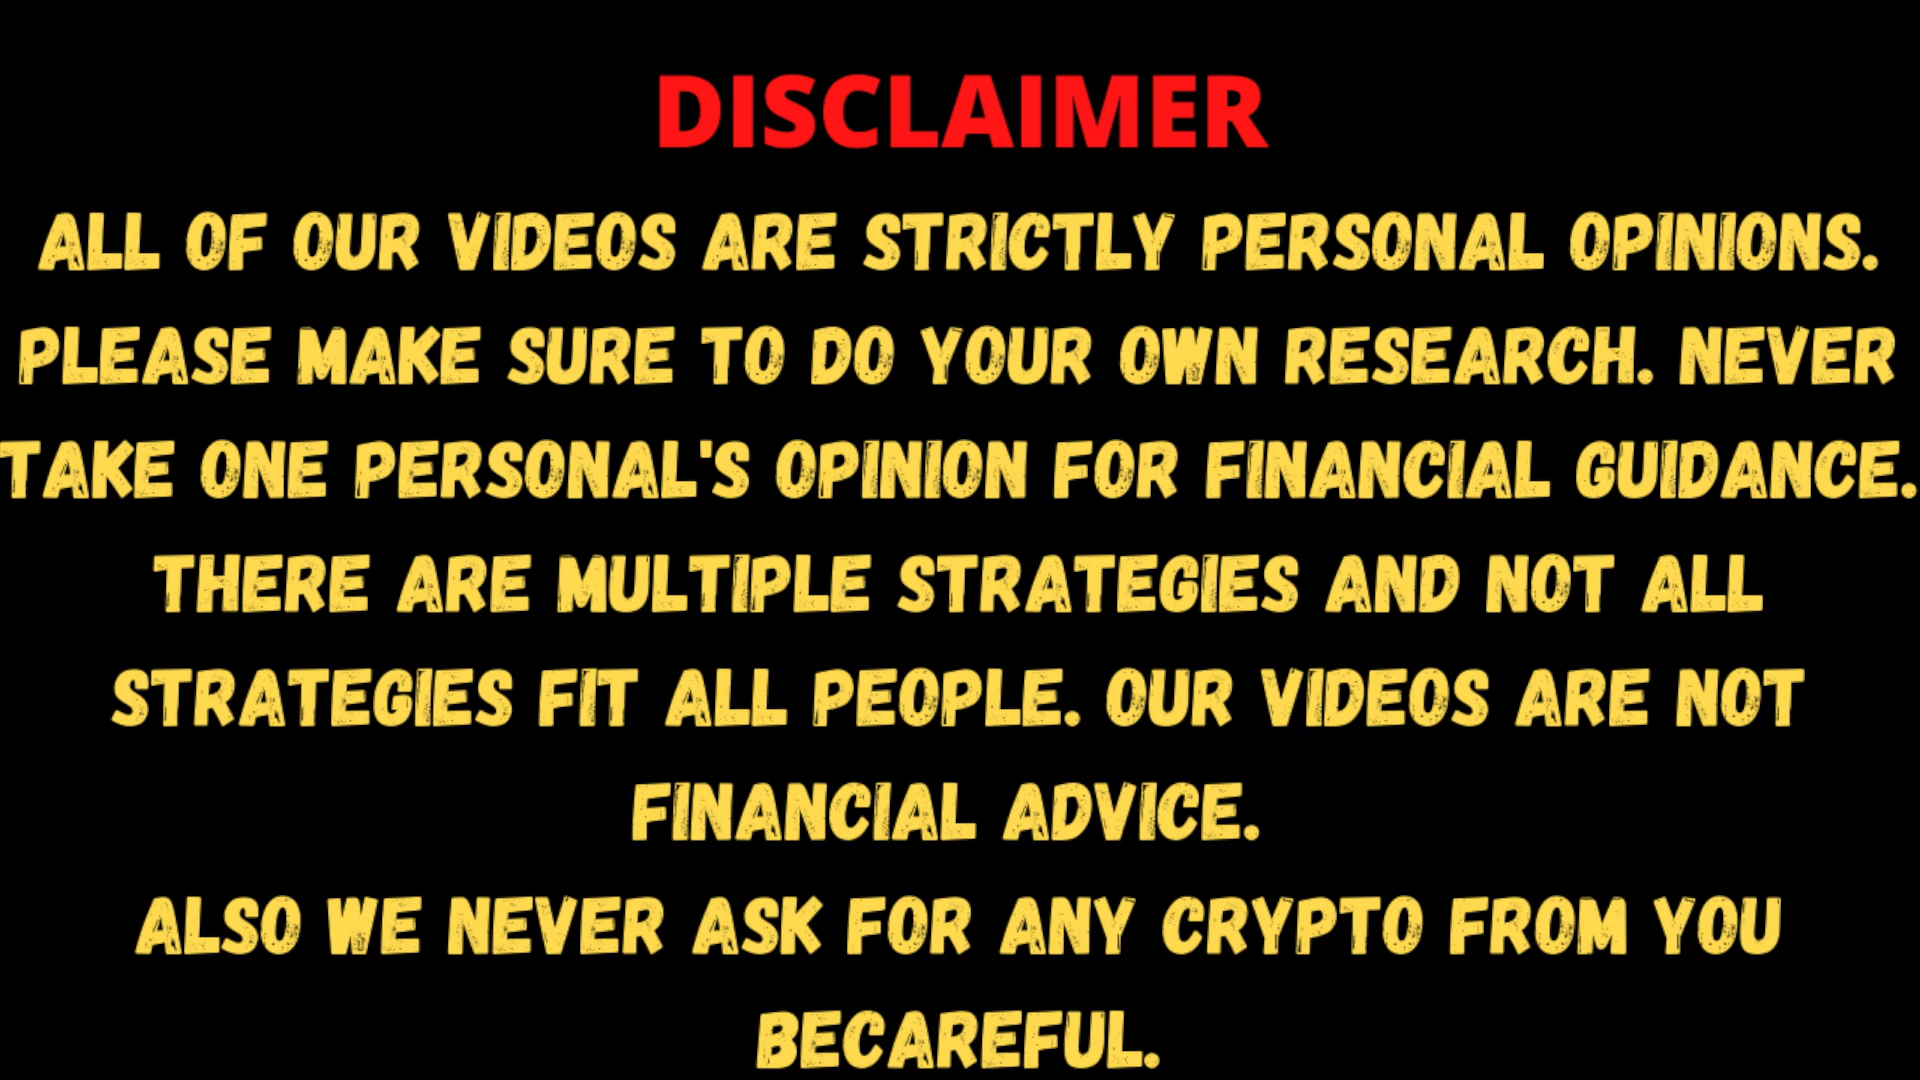 DISCLAIMER
ALL OF OUR VIDEOS ARE STRICTLY PERSONAL OPINIONS.
PLEASE MAKE SURE TO DO YOUR OWN RESEARCH. NEVER
TAKE ONE PERSONAL'S OPINION FOR FINANCIAL GUIDANCE.
THERE ARE MULTIPLE STRATEGIES AND NOT ALL
STRATEGIES FIT ALL PEOPLE. OUR VIDEOS ARE NOT
FINANCIAL ADVICE.
ALSO WE NEVER ASK FOR ANY CRYPTO FROM YOU
BECAREFUL.